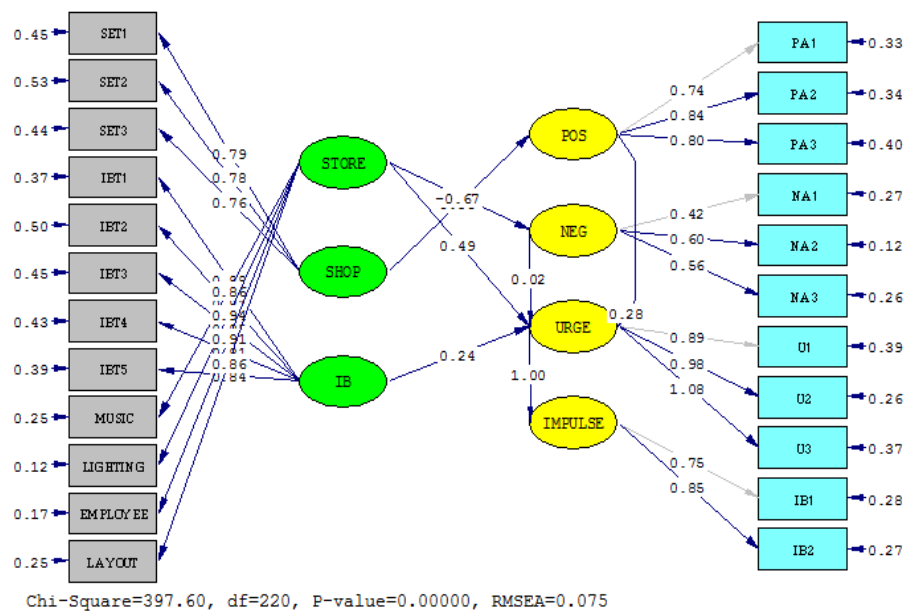 0.45 SET1
0.53 SET2
0.44 SET3
0.37 IBT1
0.50 IBT2
0.45 IBT3
0.43 IBT4
0.39 IBT5
0.25 MUSIC
0.12 LIGHTING
0.17 EMPLOYEE
0.25 LAYOUT
0.79
0.78
0.76
0.86
0.94
0.91
0.86
0.84
STORE
SHOP
IB
-0.67
0.49
0.02
0.24
1.00
0.28
POS
NEG
URGE
IMPULSE
0.74
0.84
0.80
0.42
0.60
0.56
0.89
0.98
1.08
0.75
0.85
PA1 0.33
PA2 0.34
PA3 0.40
NA1 0.27
NA2 0.12
NA3 0.26
U1 0.39
U2 0.26
U3 0.37
IB1 0.28
IB2 0.27
Chi-Square=397.60, df=220, P-value=0.00000, RMSEA=0.075